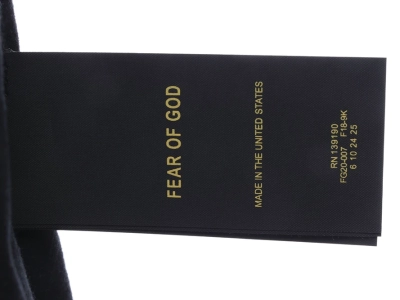 FEAR OF GOD
MADE IN THE UNITED STATES
RN 139190
FG20-007 F18-9K
6 10 24 25